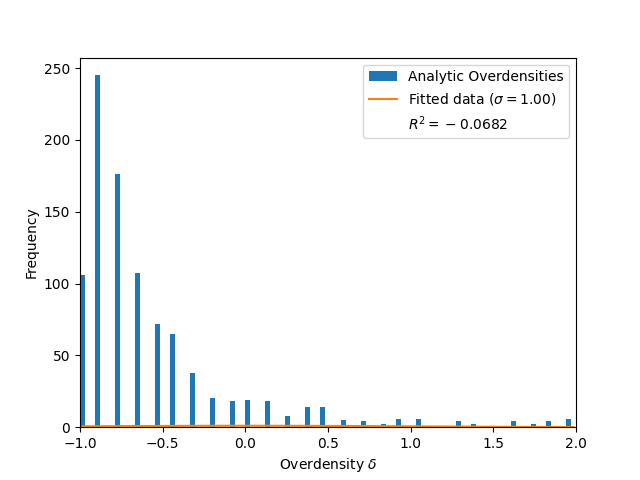 Analytic Overdensities
Fitted data (σ = 1.00)
R² = −0.0682
250
200
150
100
50
0
Frequency
−1.0 −0.5 0.0 0.5 1.0 1.5 2.0
Overdensity δ